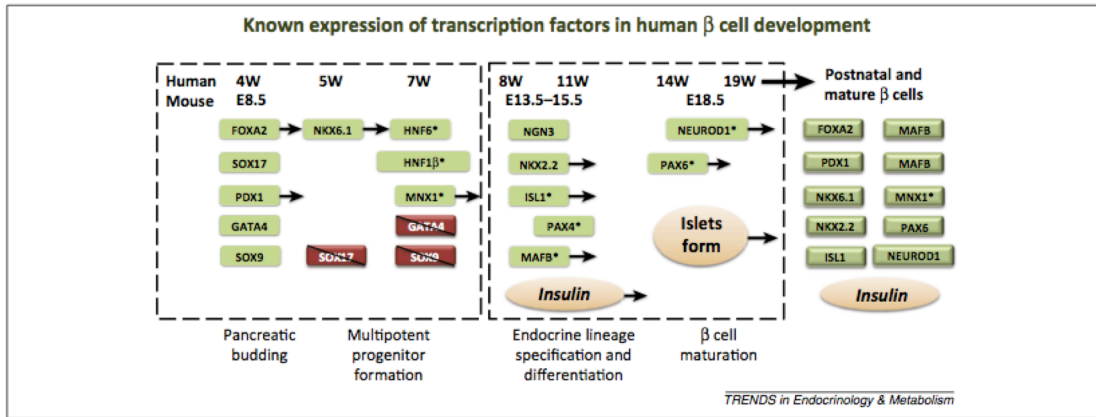 Known expression of transcription factors in human β cell development
Human 4W 5W 7W 8W 11W 14W 19W Postnatal and
Mouse E8.5 E13.5–15.5 E18.5 mature β cells
FOXA2 NKX6.1 HNF6* NGN3 NEUROD1* FOXA2 MAFB
SOX17 HNF1β* NKX2.2 PAX6* PDX1 MAFB
PDX1 MNX1* ISL1* NKX6.1 MNX1*
GATA4 GATA4 PAX4* Islets NKX2.2 PAX6
form
SOX9 SOX17 SOX9 MAFB* ISL1 NEUROD1
Insulin Insulin
Pancreatic Multipotent Endocrine lineage β cell
budding progenitor specification and maturation
formation differentiation
TRENDS in Endocrinology & Metabolism